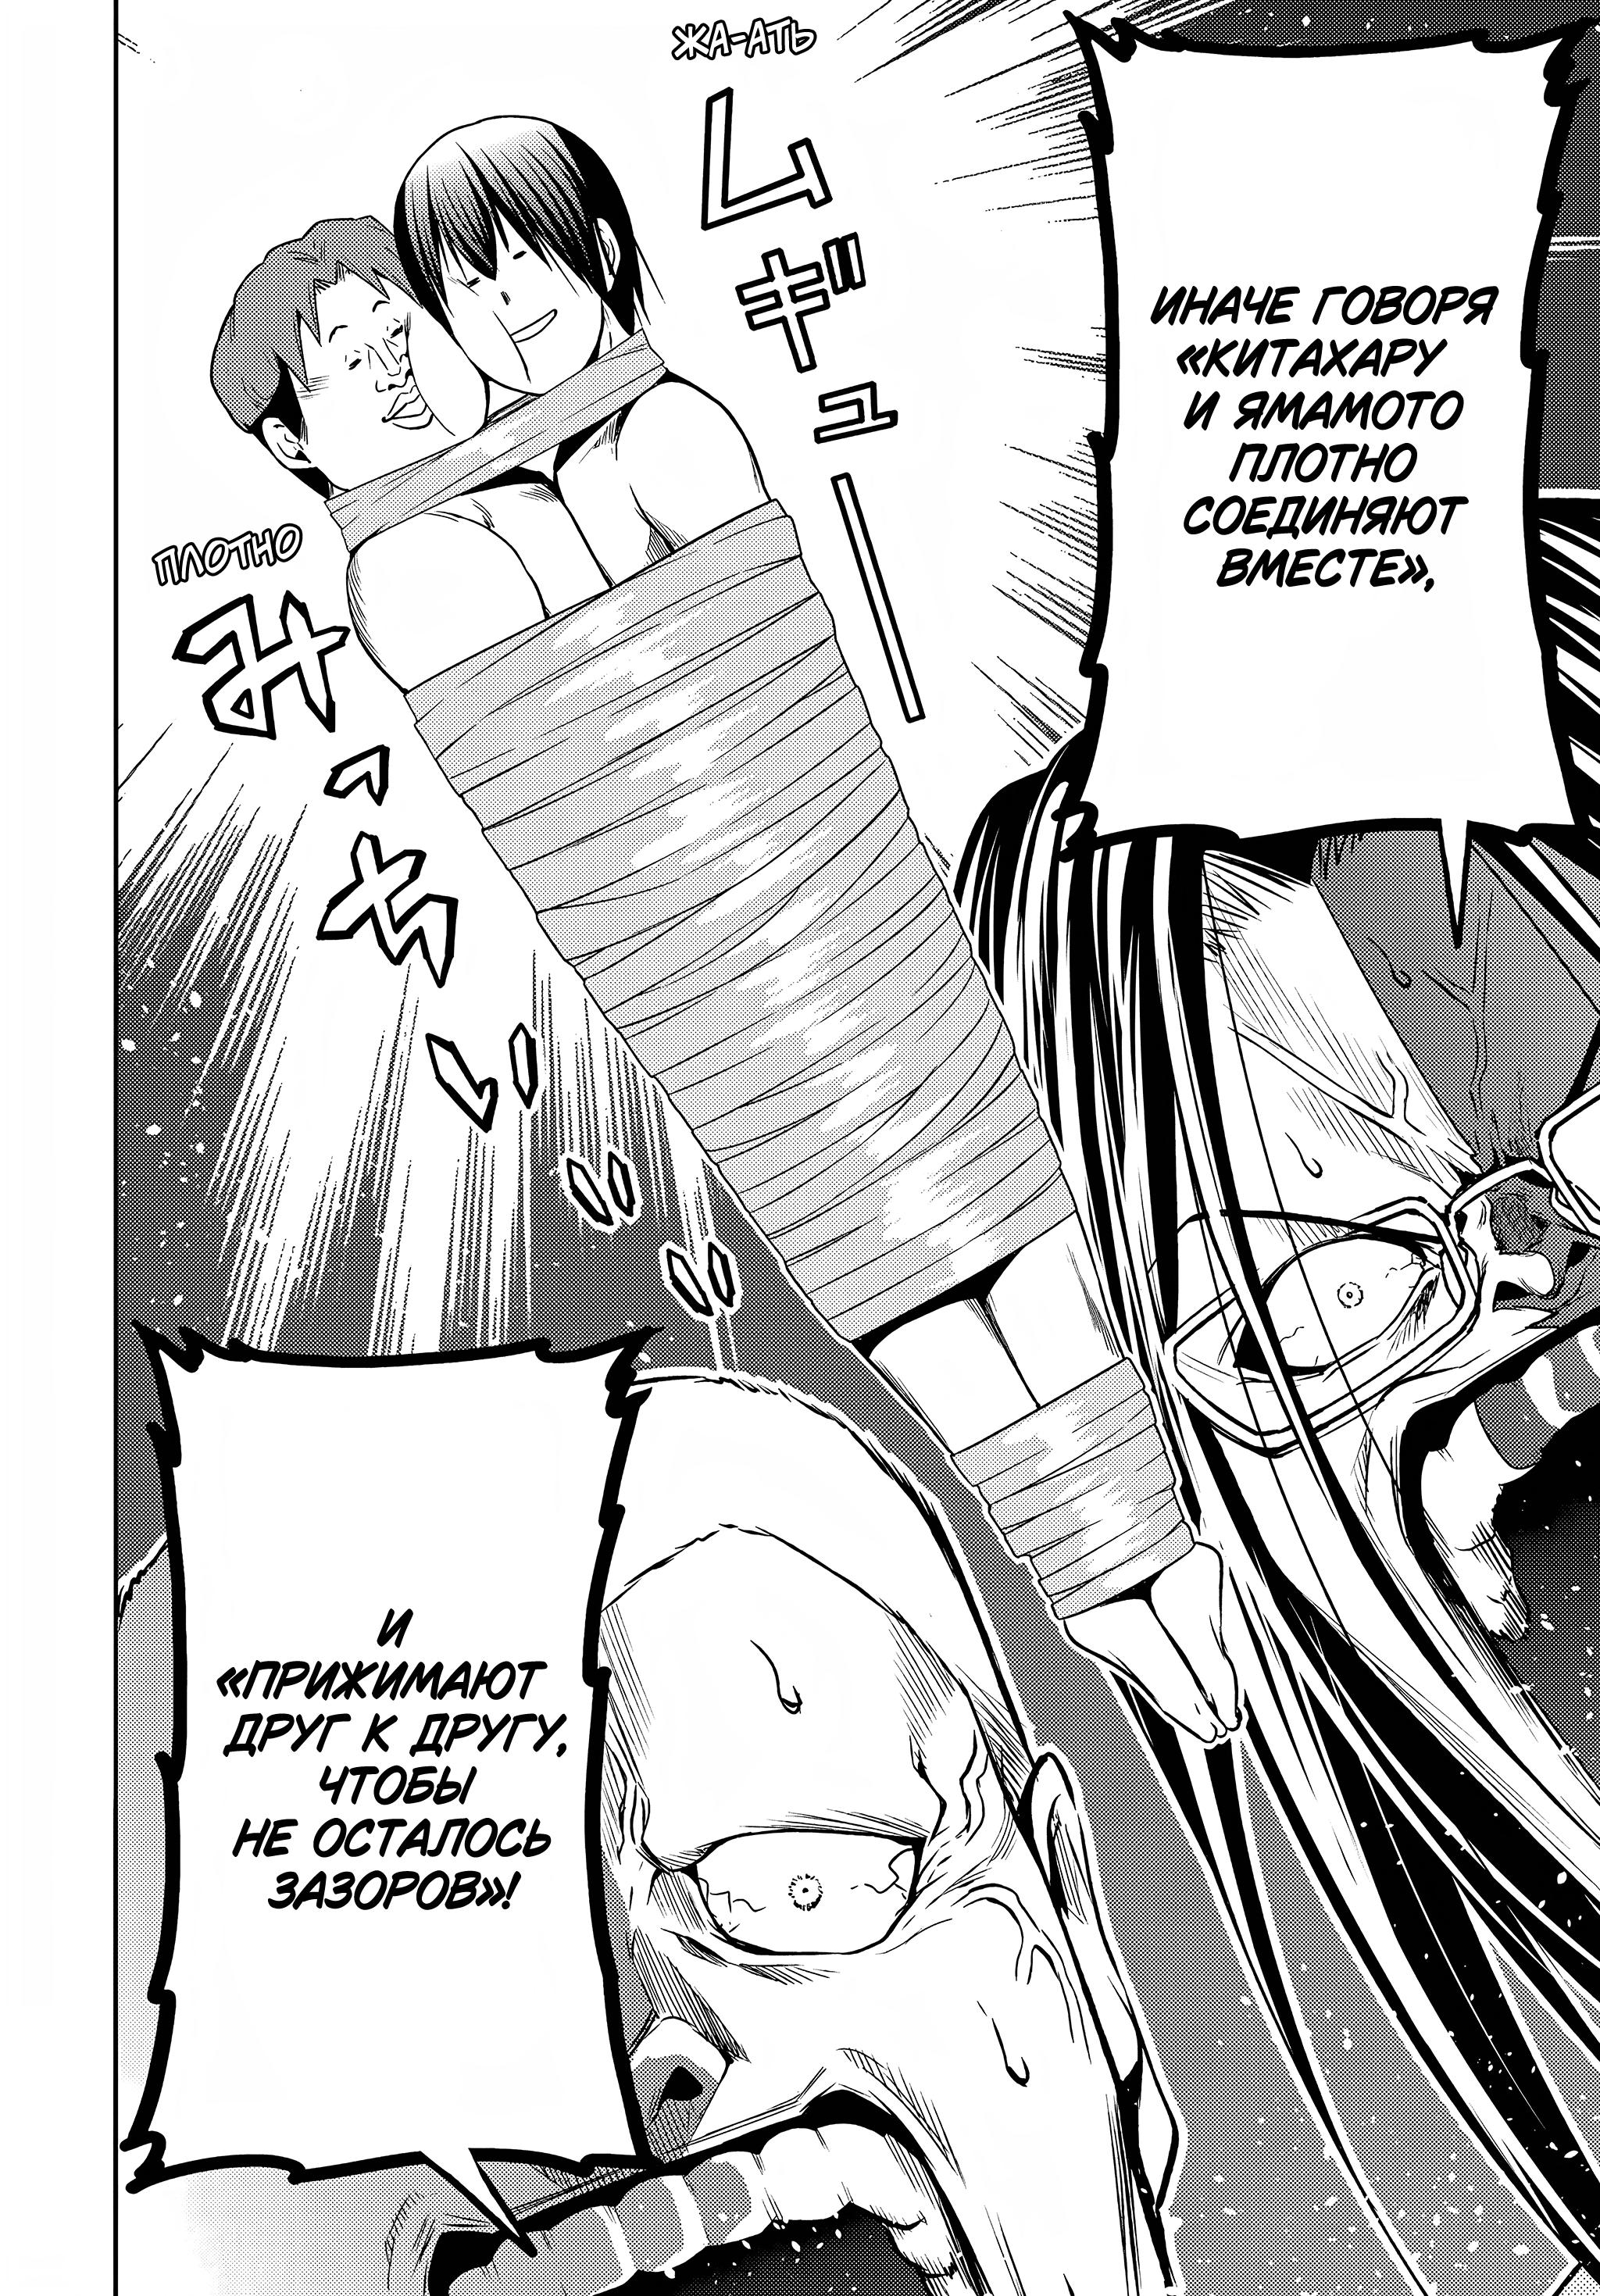 ИНАЧЕ ГОВОРЯ
«КИТАХАРУ
И ЯМАМОТО
ПЛОТНО
СОЕДИНЯЮТ
ВМЕСТЕ»,
ЖА-АТЬ
ムギュー
ПЛОТНО
みっちぃ
И
«ПРИЖИМАЮТ
ДРУГ К ДРУГУ,
ЧТОБЫ
НЕ ОСТАЛОСЬ
ЗАЗОРОВ»!